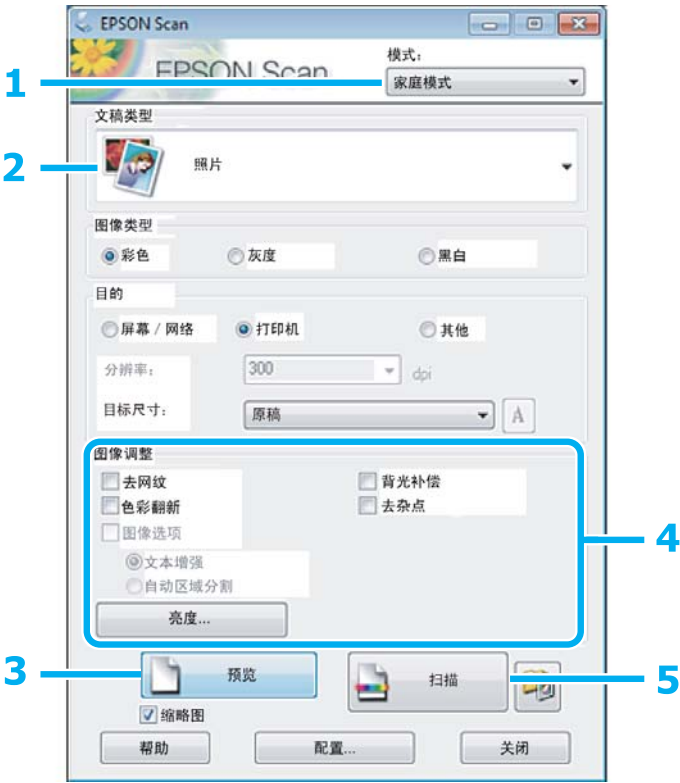 EPSON Scan
EPSON Scan
模式：
1
家庭模式
文稿类型
2
照片
图像类型
彩色 灰度 黑白
目的
屏幕 / 网络 打印机 其他
分辨率： 300 dpi
目标尺寸： 原稿 A
图像调整
去网纹 背光补偿
色彩翻新 去杂点
图像选项
4
文本增强
自动区域分割
亮度...
3 预览 扫描 5
缩略图
帮助 配置... 关闭